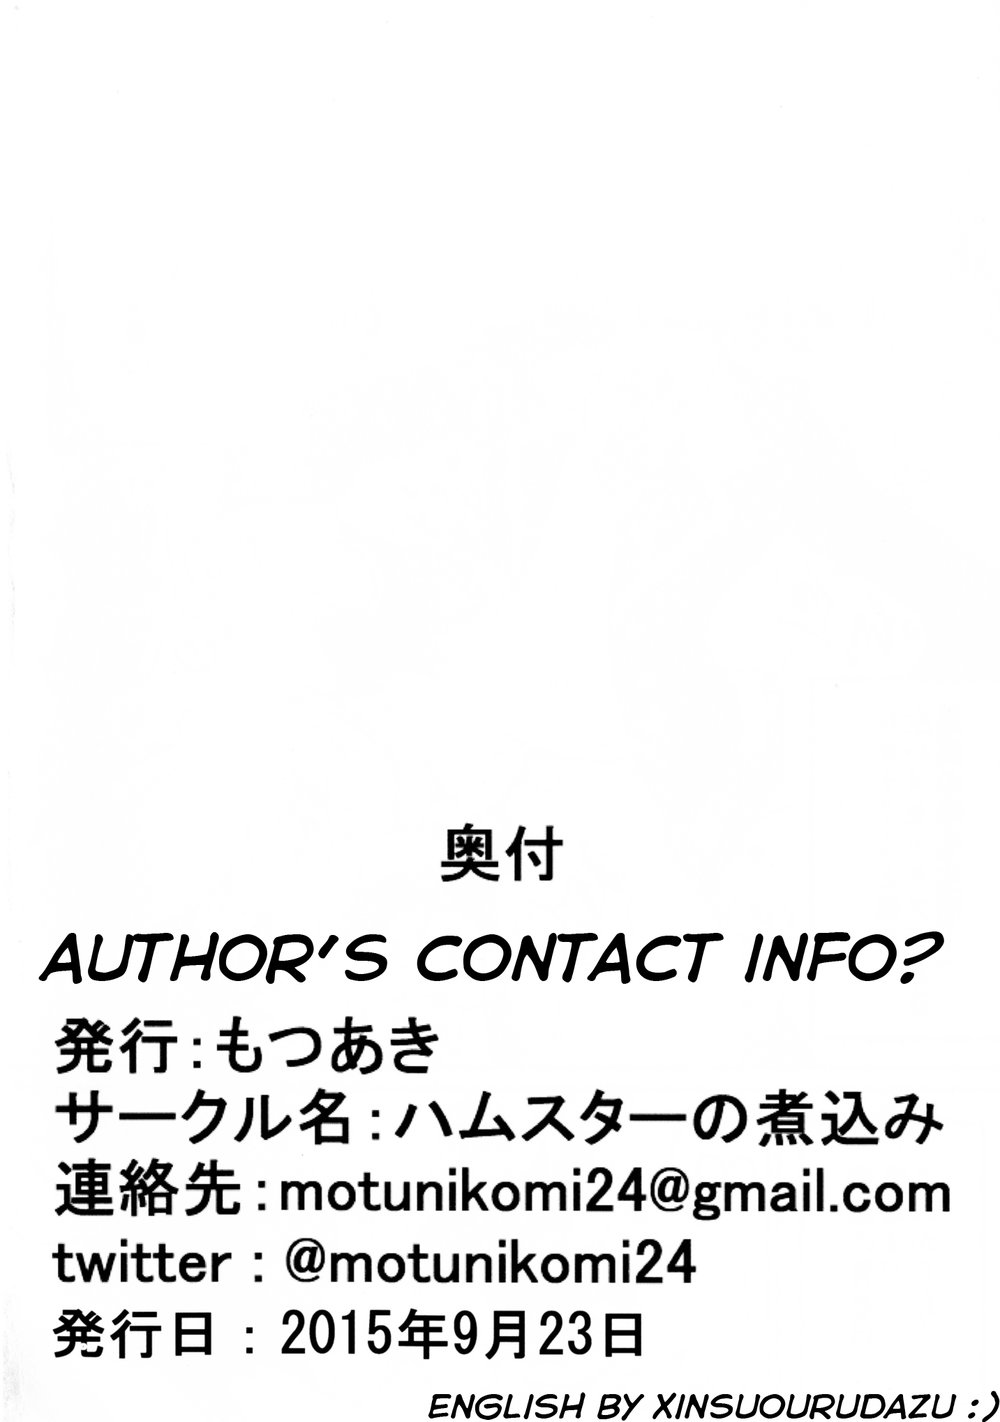 奥付
AUTHOR'S CONTACT INFO?
発行：もつあき
サークル名：ハムスターの煮込み
連絡先：motunikomi24@gmail.com
twitter：@motunikomi24
発行日：2015年9月23日
ENGLISH BY XINSUOURUDAZU :)